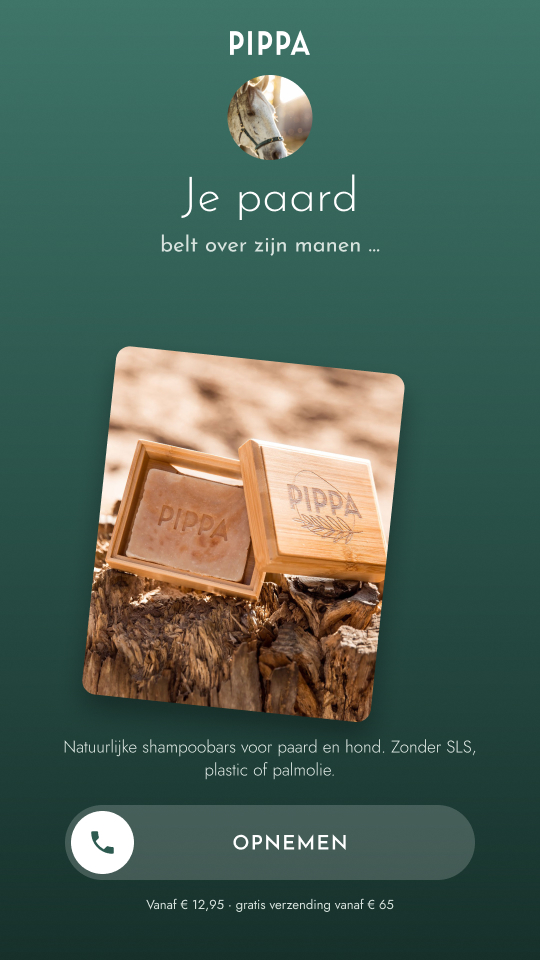 PIPPA
Je paard
belt over zijn manen ...
PIPPA
PIPPA
Natuurlijke shampoobars voor paard en hond. Zonder SLS,
plastic of palmolie.
OPNEMEN
Vanaf € 12,95 · gratis verzending vanaf € 65